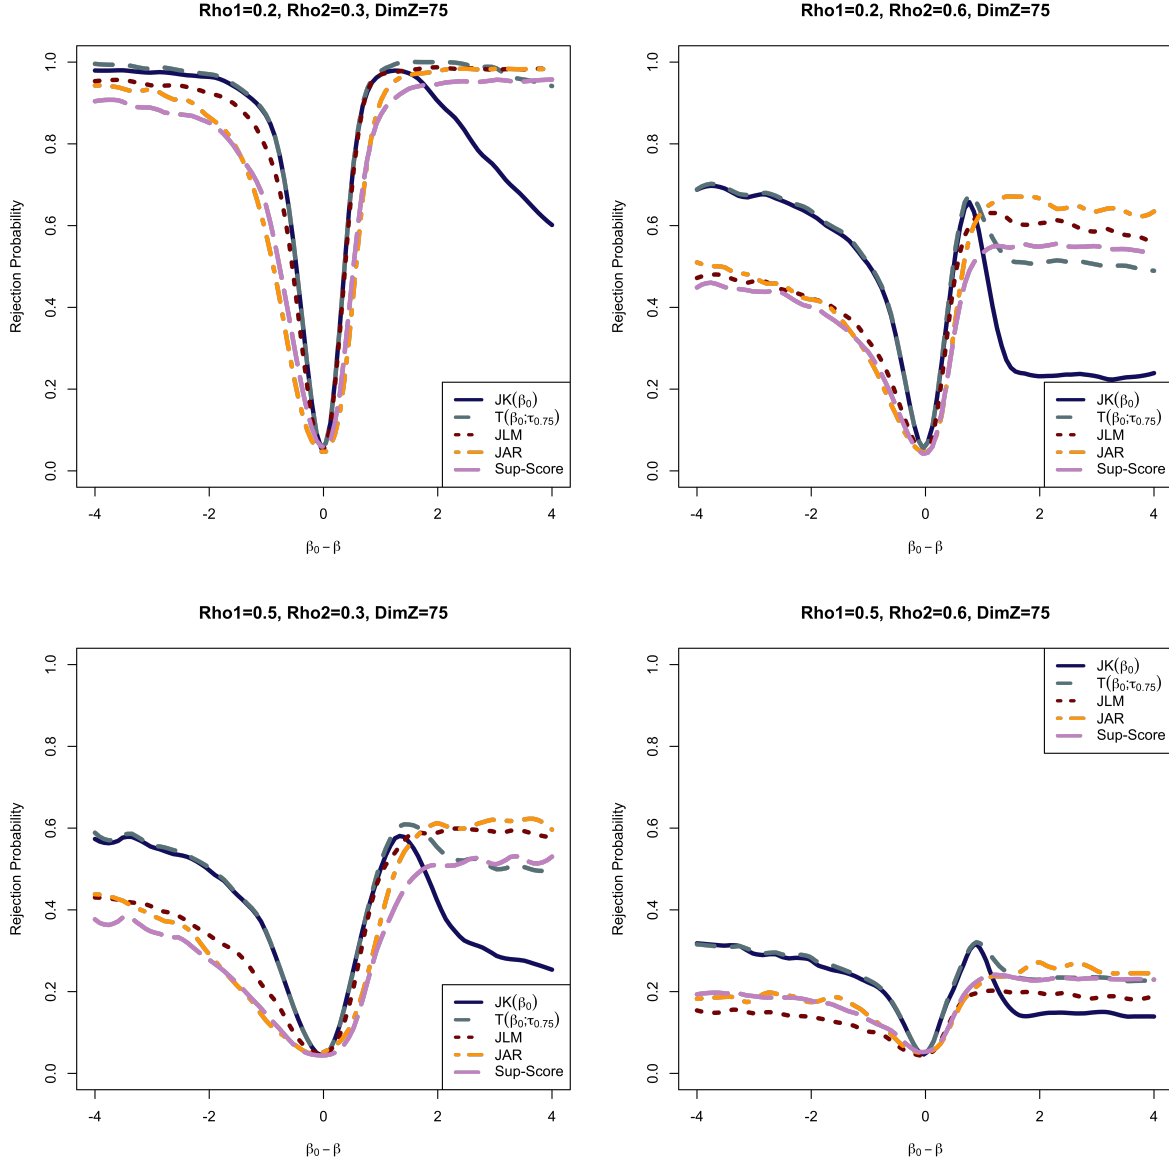 Rho1=0.2, Rho2=0.3, DimZ=75
Rejection Probability
1.0
0.8
0.6
0.4
0.2
0.0
-4 -2 0 2 4
β₀ − β
JK(β₀)
T(β₀;τ₀.₇₅)
JLM
JAR
Sup-Score
Rho1=0.2, Rho2=0.6, DimZ=75
Rejection Probability
1.0
0.8
0.6
0.4
0.2
0.0
-4 -2 0 2 4
β₀ − β
JK(β₀)
T(β₀;τ₀.₇₅)
JLM
JAR
Sup-Score
Rho1=0.5, Rho2=0.3, DimZ=75
Rejection Probability
1.0
0.8
0.6
0.4
0.2
0.0
-4 -2 0 2 4
β₀ − β
JK(β₀)
T(β₀;τ₀.₇₅)
JLM
JAR
Sup-Score
Rho1=0.5, Rho2=0.6, DimZ=75
Rejection Probability
1.0
0.8
0.6
0.4
0.2
0.0
-4 -2 0 2 4
β₀ − β
JK(β₀)
T(β₀;τ₀.₇₅)
JLM
JAR
Sup-Score